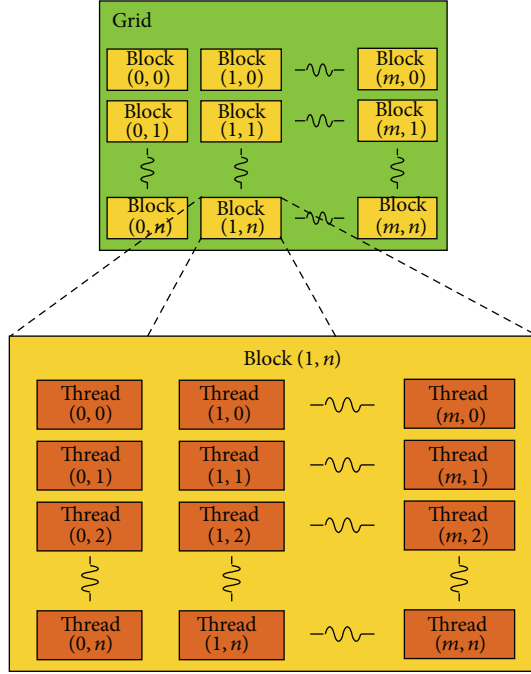 Grid
Block
(0, 0)
Block
(1, 0)
Block
(m, 0)
Block
(0, 1)
Block
(1, 1)
Block
(m, 1)
Block
(0, n)
Block
(1, n)
Block
(m, n)
Block (1, n)
Thread
(0, 0)
Thread
(1, 0)
Thread
(m, 0)
Thread
(0, 1)
Thread
(1, 1)
Thread
(m, 1)
Thread
(0, 2)
Thread
(1, 2)
Thread
(m, 2)
Thread
(0, n)
Thread
(1, n)
Thread
(m, n)